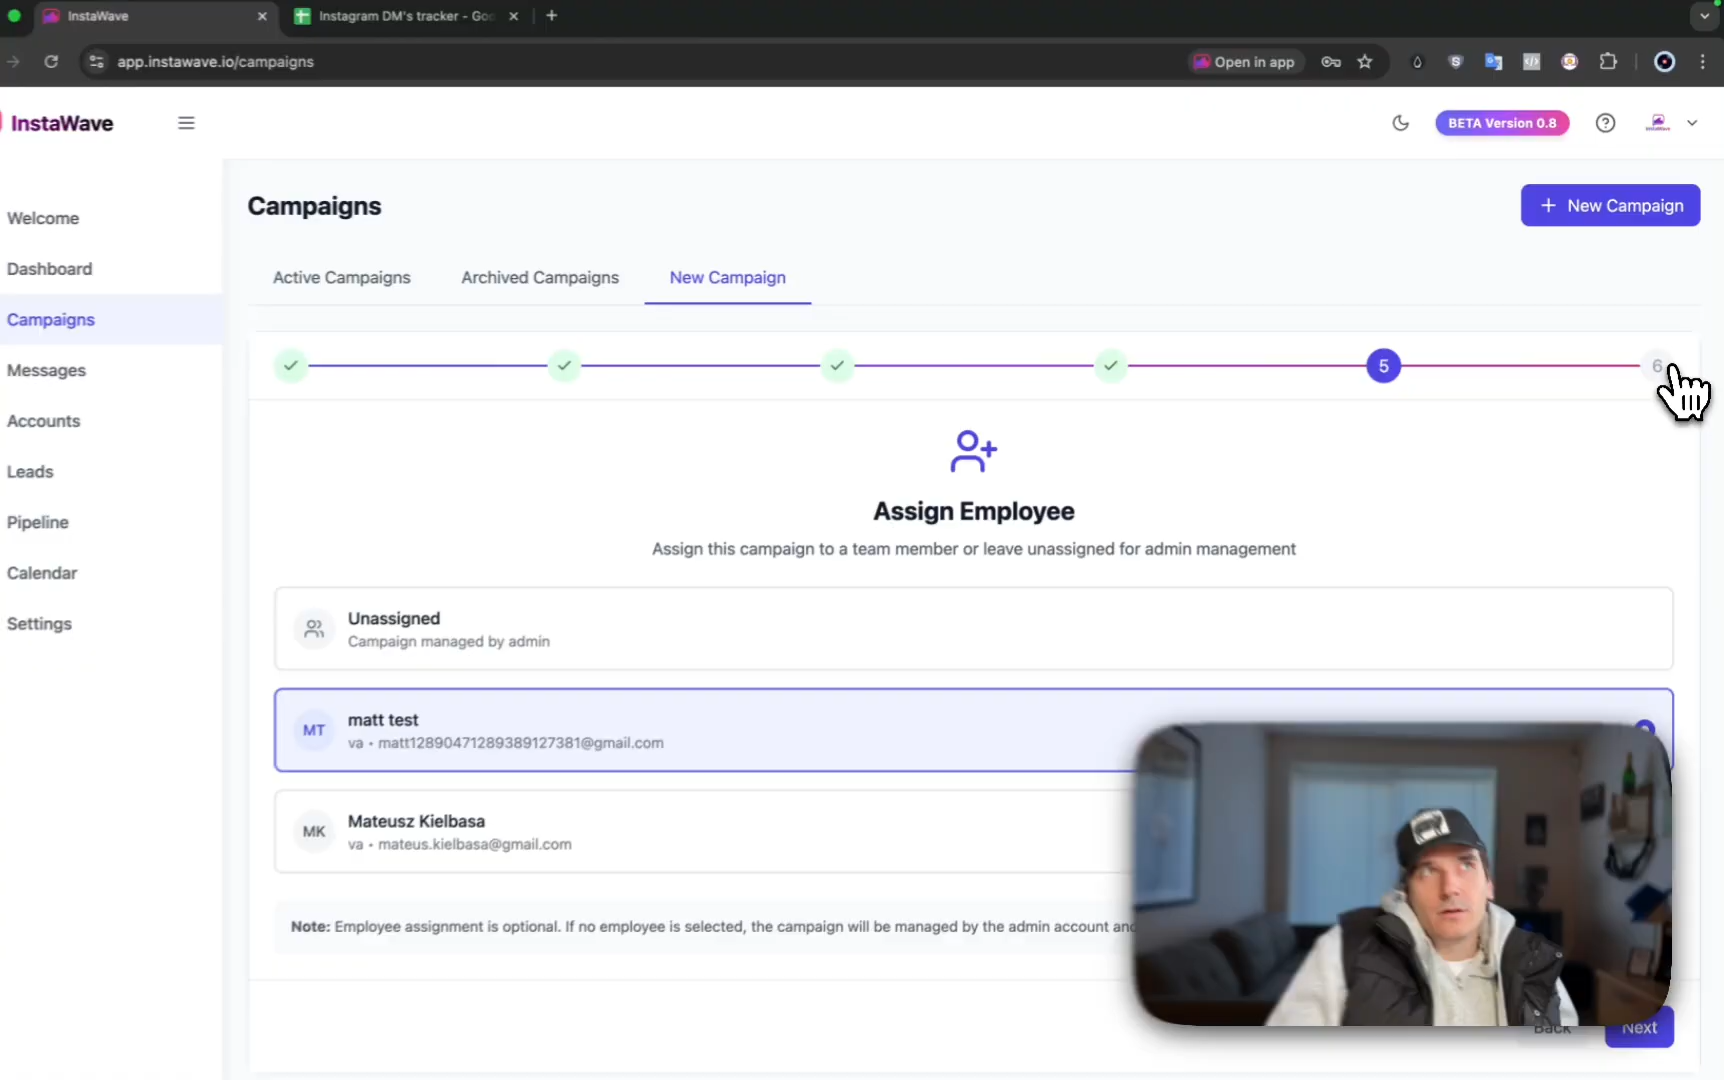 InstaWave
Instagram DM's tracker - Goo
app.instawave.io/campaigns
Open in app
InstaWave
BETA Version 0.8
Welcome
Dashboard
Campaigns
Messages
Accounts
Leads
Pipeline
Calendar
Settings
Campaigns
+ New Campaign
Active Campaigns
Archived Campaigns
New Campaign
5
6
Assign Employee
Assign this campaign to a team member or leave unassigned for admin management
Unassigned
Campaign managed by admin
MT
matt test
va • matt12890471289389127381@gmail.com
MK
Mateusz Kielbasa
va • mateus.kielbasa@gmail.com
Note: Employee assignment is optional. If no employee is selected, the campaign will be managed by the admin account and
Back
Next